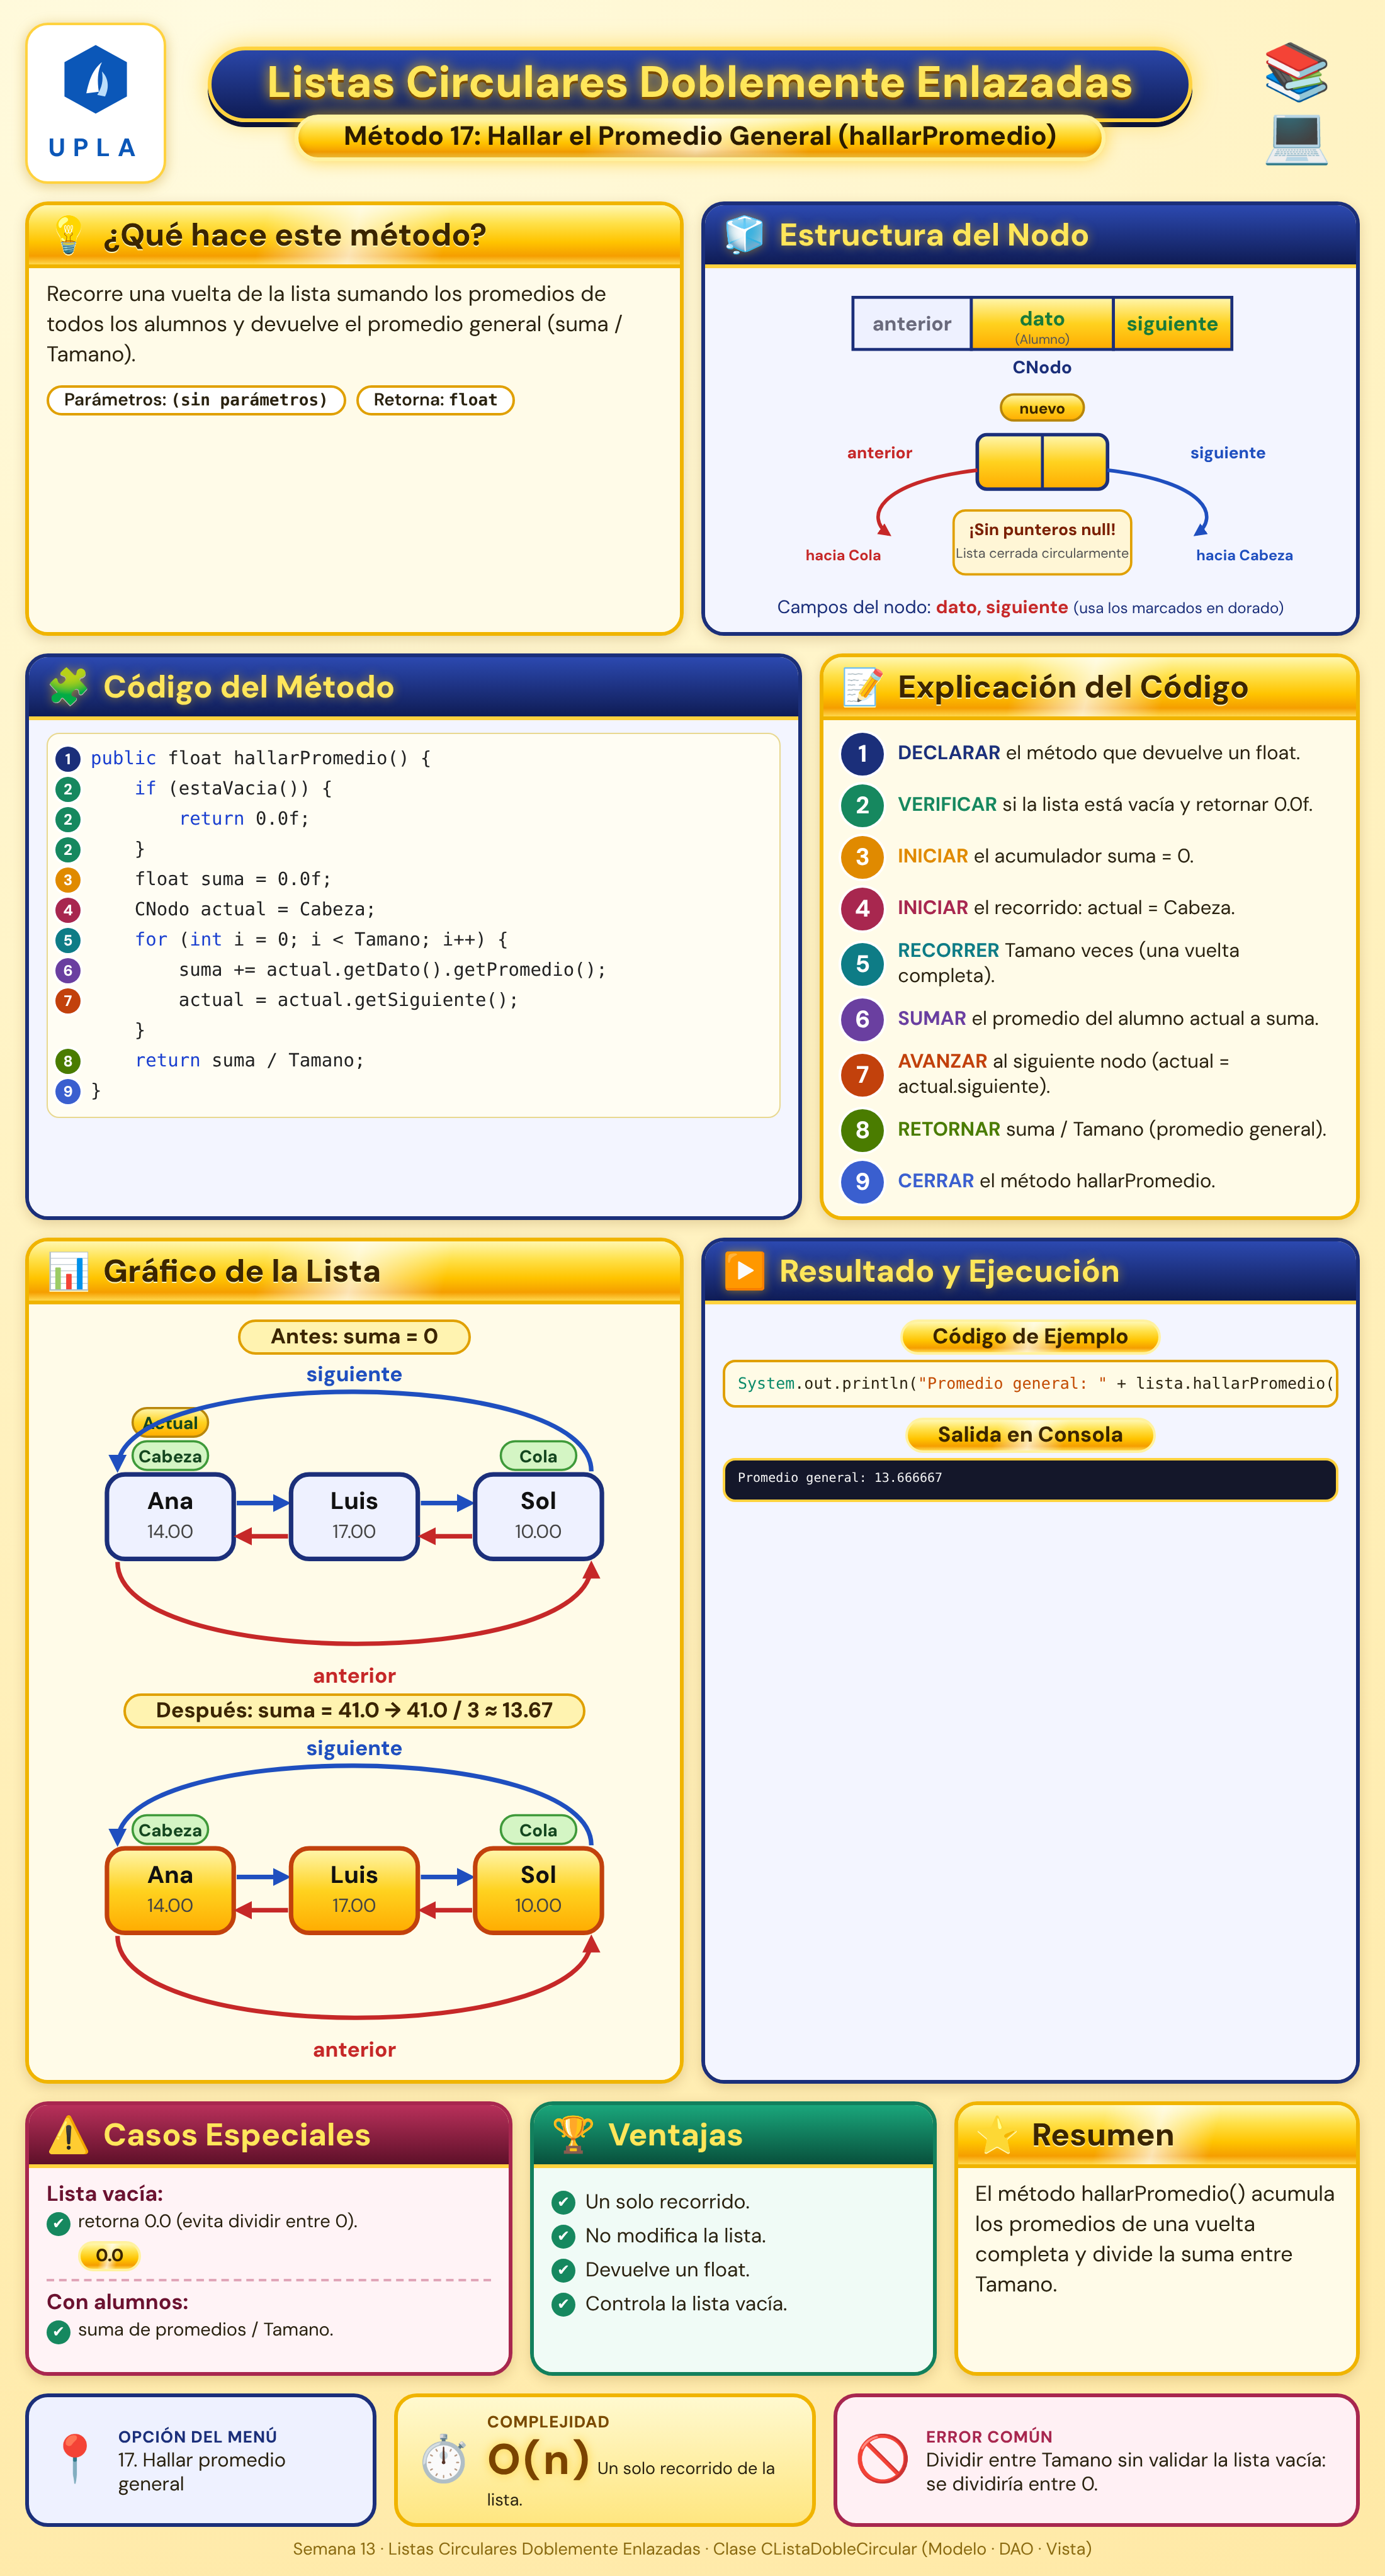 UPLA
Listas Circulares Doblemente Enlazadas
Método 17: Hallar el Promedio General (hallarPromedio)
¿Qué hace este método?
Recorre una vuelta de la lista sumando los promedios de
todos los alumnos y devuelve el promedio general (suma /
Tamano).
Parámetros: (sin parámetros)
Retorna: float
Estructura del Nodo
anterior
dato
(Alumno)
siguiente
CNodo
nuevo
anterior
siguiente
¡Sin punteros null!
Lista cerrada circularmente
hacia Cola
hacia Cabeza
Campos del nodo: dato, siguiente (usa los marcados en dorado)
Código del Método
1 public float hallarPromedio() {
2 if (estaVacia()) {
2 return 0.0f;
2 }
3 float suma = 0.0f;
4 CNodo actual = Cabeza;
5 for (int i = 0; i < Tamano; i++) {
6 suma += actual.getDato().getPromedio();
7 actual = actual.getSiguiente();
}
8 return suma / Tamano;
9 }
Explicación del Código
1 DECLARAR el método que devuelve un float.
2 VERIFICAR si la lista está vacía y retornar 0.0f.
3 INICIAR el acumulador suma = 0.
4 INICIAR el recorrido: actual = Cabeza.
5 RECORRER Tamano veces (una vuelta
completa).
6 SUMAR el promedio del alumno actual a suma.
7 AVANZAR al siguiente nodo (actual =
actual.siguiente).
8 RETORNAR suma / Tamano (promedio general).
9 CERRAR el método hallarPromedio.
Gráfico de la Lista
Antes: suma = 0
siguiente
Actual
Cabeza
Cola
Ana
14.00
Luis
17.00
Sol
10.00
anterior
Después: suma = 41.0 → 41.0 / 3 ≈ 13.67
siguiente
Cabeza
Cola
Ana
14.00
Luis
17.00
Sol
10.00
anterior
Resultado y Ejecución
Código de Ejemplo
System.out.println("Promedio general: " + lista.hallarPromedio(
Salida en Consola
Promedio general: 13.666667
Casos Especiales
Lista vacía:
retorna 0.0 (evita dividir entre 0).
0.0
Con alumnos:
suma de promedios / Tamano.
Ventajas
Un solo recorrido.
No modifica la lista.
Devuelve un float.
Controla la lista vacía.
Resumen
El método hallarPromedio() acumula
los promedios de una vuelta
completa y divide la suma entre
Tamano.
OPCIÓN DEL MENÚ
17. Hallar promedio
general
COMPLEJIDAD
O(n) Un solo recorrido de la
lista.
ERROR COMÚN
Dividir entre Tamano sin validar la lista vacía:
se dividiría entre 0.
Semana 13 · Listas Circulares Doblemente Enlazadas · Clase CListaDobleCircular (Modelo · DAO · Vista)